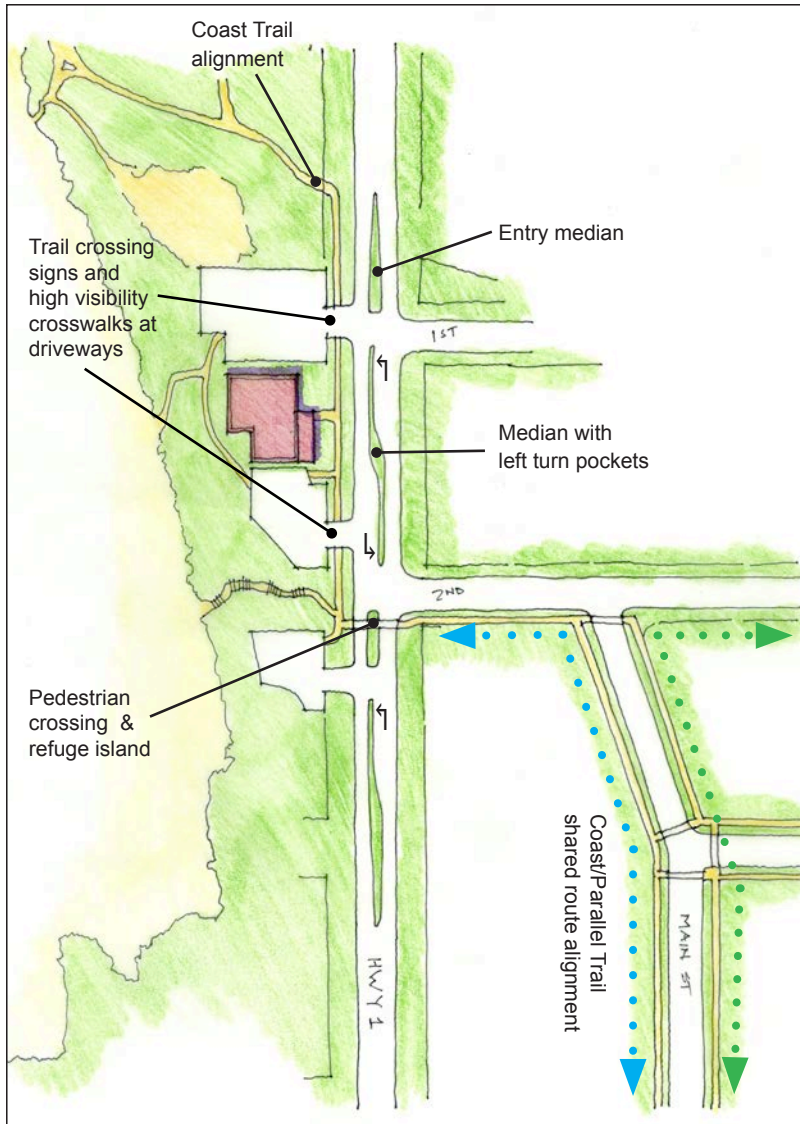 Coast Trail
alignment
Entry median
Trail crossing
signs and
high visibility
crosswalks at
driveways
1ST
Median with
left turn pockets
2ND
Pedestrian
crossing &
refuge island
Coast/Parallel Trail
shared route alignment
MAIN ST
HWY 1